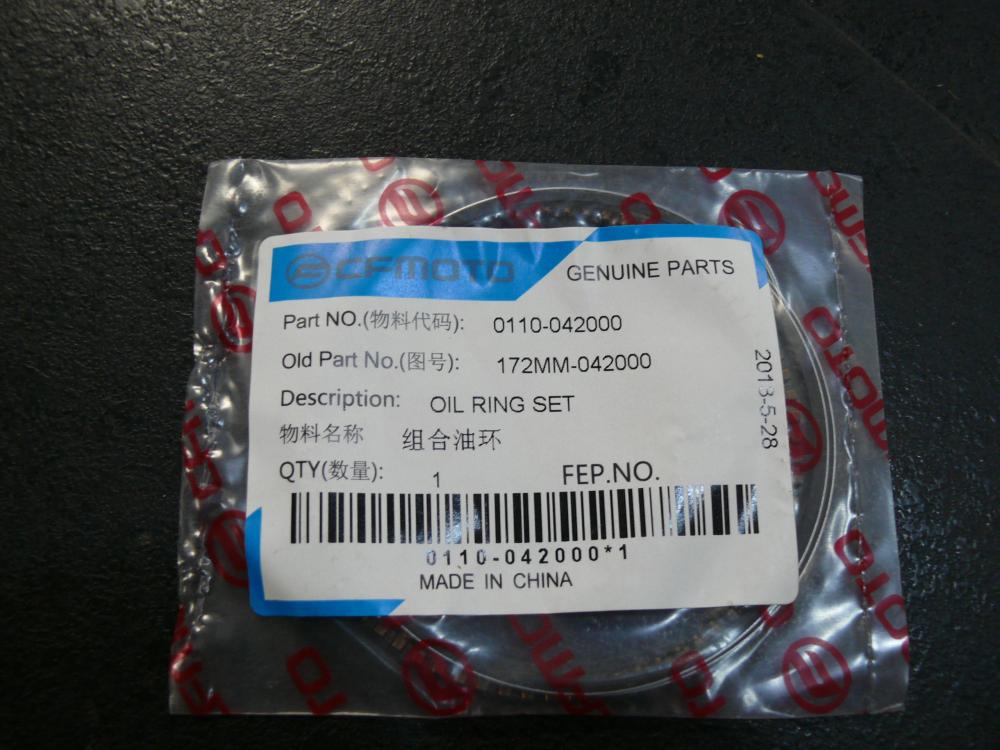 CFMOTO
GENUINE PARTS
Part NO.(物料代码): 0110-042000
Old Part No.(图号): 172MM-042000
Description: OIL RING SET
物料名称 组合油环
QTY(数量): 1 FEP.NO.
0110-042000*1
MADE IN CHINA
2013-5-28